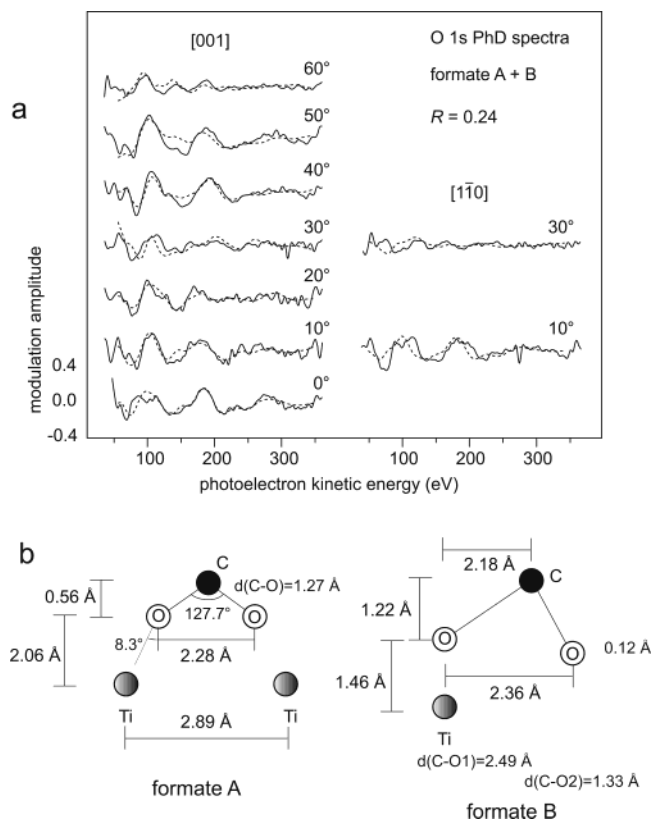 a
[001]
O 1s PhD spectra
formate A + B
R = 0.24
60°
50°
40°
30°
20°
10°
0°
[11̄0]
30°
10°
modulation amplitude
0.4
0.0
-0.4
100 200 300 100 200 300
photoelectron kinetic energy (eV)
b
C
0.56 Å
d(C-O)=1.27 Å
O
127.7°
O
2.06 Å
8.3°
2.28 Å
Ti
Ti
2.89 Å
formate A
2.18 Å
C
1.22 Å
O
O
0.12 Å
1.46 Å
2.36 Å
Ti
d(C-O1)=2.49 Å
d(C-O2)=1.33 Å
formate B